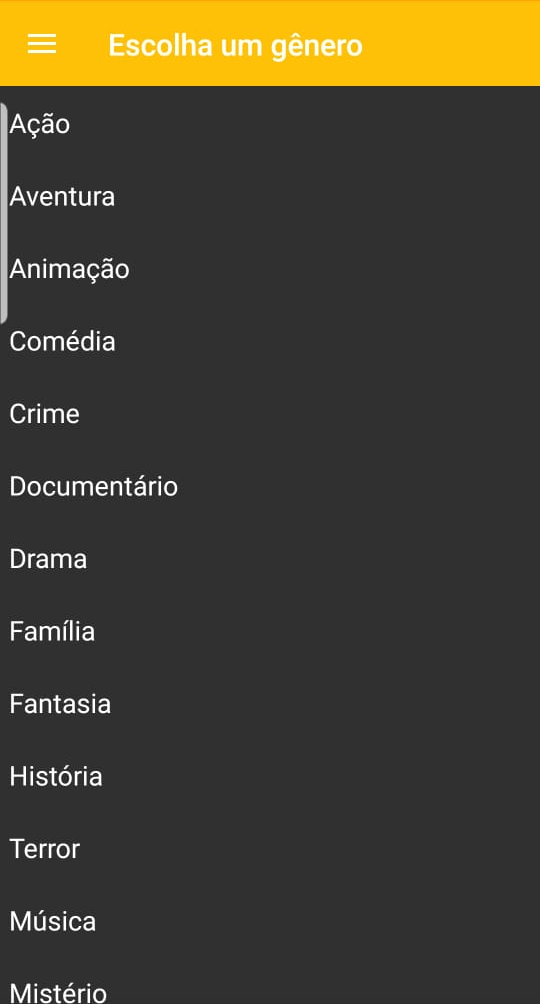 Escolha um gênero
Ação
Aventura
Animação
Comédia
Crime
Documentário
Drama
Família
Fantasia
História
Terror
Música
Mistério